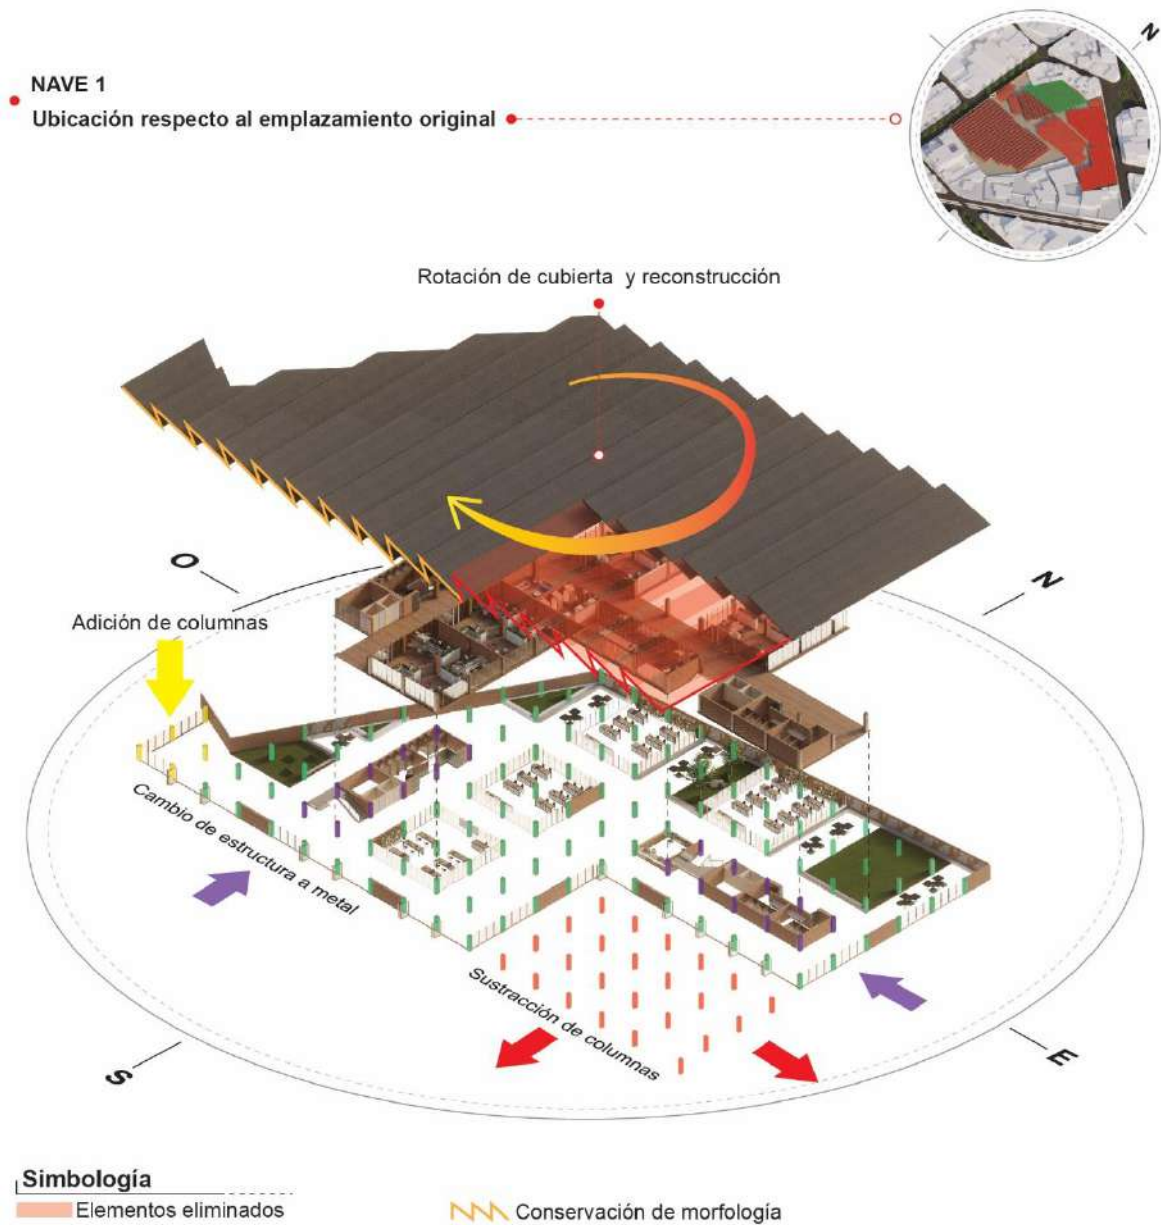 N
NAVE 1
Ubicación respecto al emplazamiento original
Rotación de cubierta y reconstrucción
O
N
Adición de columnas
Cambio de estructura a metal
Sustracción de columnas
S
E
Simbología
Elementos eliminados
Conservación de morfología